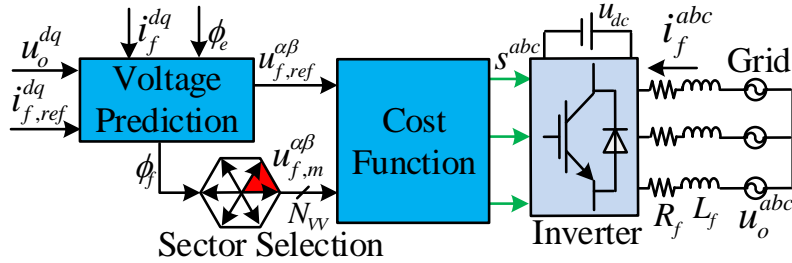 u_o^{dq}
i_f^{dq}
ϕ_e
i_{f,ref}^{dq}
Voltage
Prediction
u_{f,ref}^{αβ}
ϕ_f
u_{f,m}^{αβ}
N_{VV}
Sector Selection
Cost
Function
s^{abc}
u_{dc}
Inverter
i_f^{abc}
Grid
R_f
L_f
u_o^{abc}